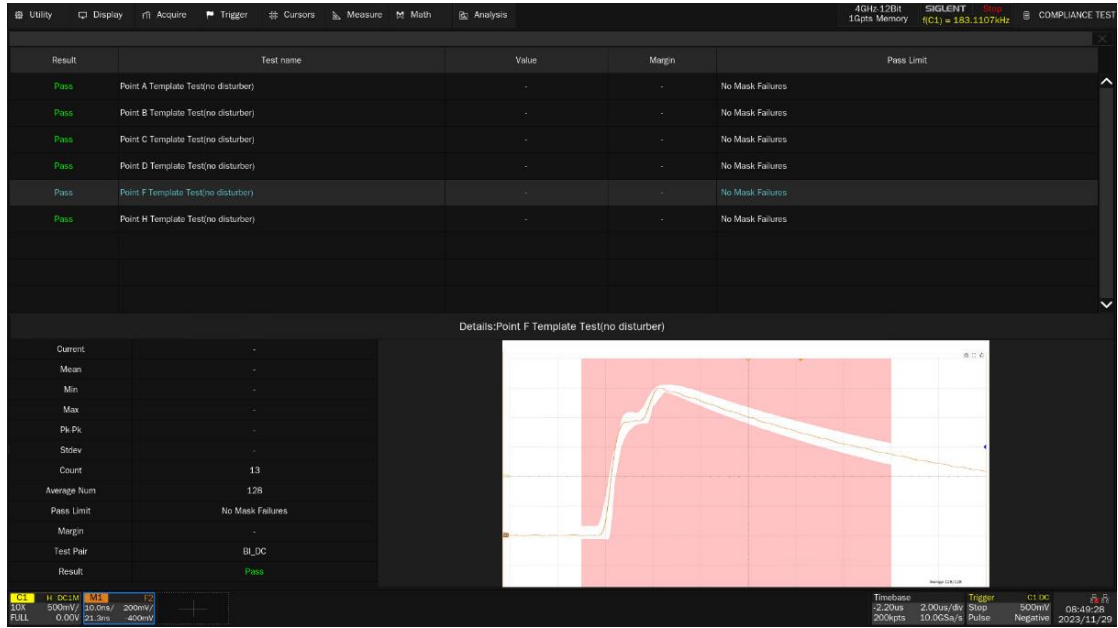 Utility Display Acquire Trigger Cursors Measure Math Analysis
4GHz-12Bit SIGLENT Stop
1Gpts Memory f(C1) = 183.1107kHz COMPLIANCE TEST
Result Test name Value Margin Pass Limit
Pass Point A Template Test(no disturber) - - No Mask Failures
Pass Point B Template Test(no disturber) - - No Mask Failures
Pass Point C Template Test(no disturber) - - No Mask Failures
Pass Point D Template Test(no disturber) - - No Mask Failures
Pass Point F Template Test(no disturber) - - No Mask Failures
Pass Point H Template Test(no disturber) - - No Mask Failures
Details:Point F Template Test(no disturber)
Current -
Mean -
Min -
Max -
Pk-Pk -
Stdev -
Count 13
Average Num 128
Pass Limit No Mask Failures
Margin -
Test Pair BI_DC
Result Pass
Average 128/128
C1 H DC1M M1 F2
10X 500mV/ 10.0ns/ 200mV/
FULL 0.00V 21.3ns -400mV
Timebase Trigger C1 DC
-2.20us 2.00us/div Stop 500mV 08:49:28
200kpts 10.0GSa/s Pulse Negative 2023/11/29